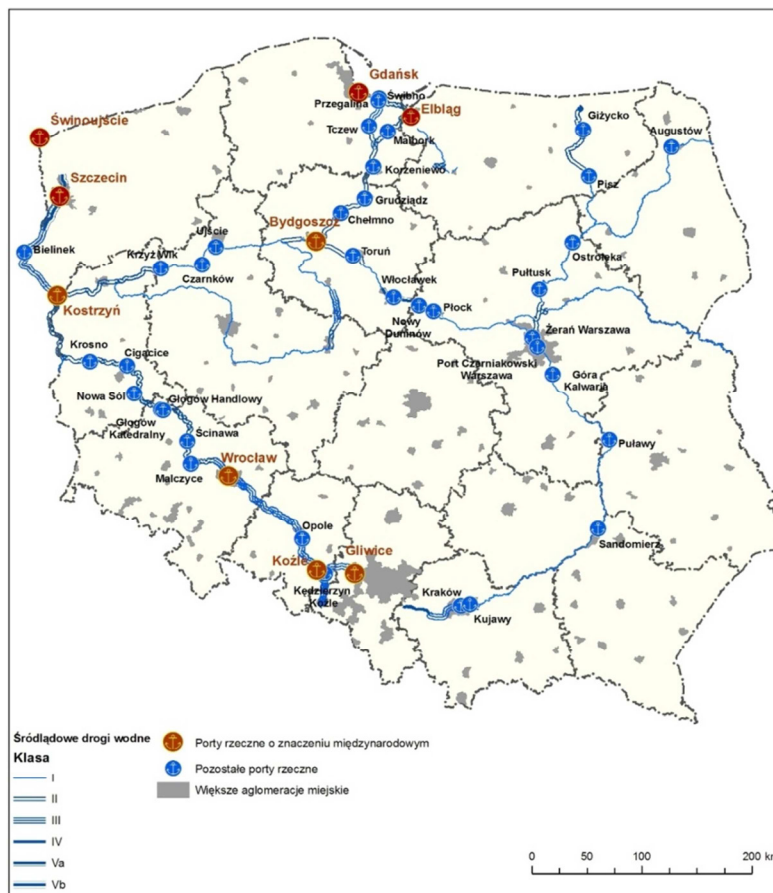 Gdańsk
Świbno
Przegalina
Elbląg
Świnoujście
Tczew
Malbork
Giżycko
Augustów
Korzeniewo
Pisz
Szczecin
Grudziądz
Chełmno
Bydgoszcz
Ujście
Krzyż Wlk
Bielinek
Czarnków
Toruń
Ostrołęka
Włocławek
Pułtusk
Kostrzyń
Płock
Nowy
Duninów
Żerań Warszawa
Krosno
Cigacice
Port Czerniakowski
Warszawa
Góra
Kalwaria
Nowa Sól
Głogów Handlowy
Głogów
Katedralny
Ścinawa
Puławy
Wrocław
Malczyce
Opole
Sandomierz
Koźle
Gliwice
Kędzierzyn
Koźle
Kraków
Kujawy
Śródlądowe drogi wodne
Klasa
I
II
III
IV
Va
Vb
Porty rzeczne o znaczeniu międzynarodowym
Pozostałe porty rzeczne
Większe aglomeracje miejskie
0 50 100 200 km